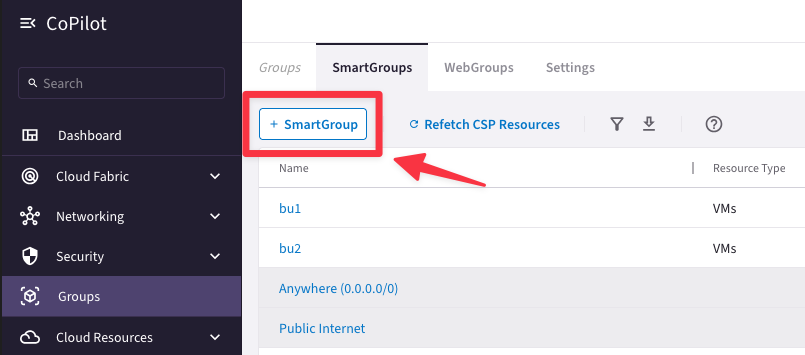 CoPilot
Search
Dashboard
Cloud Fabric
Networking
Security
Groups
Cloud Resources
Groups SmartGroups WebGroups Settings
+ SmartGroup Refetch CSP Resources ?
Name Resource Type
bu1 VMs
bu2 VMs
Anywhere (0.0.0.0/0)
Public Internet